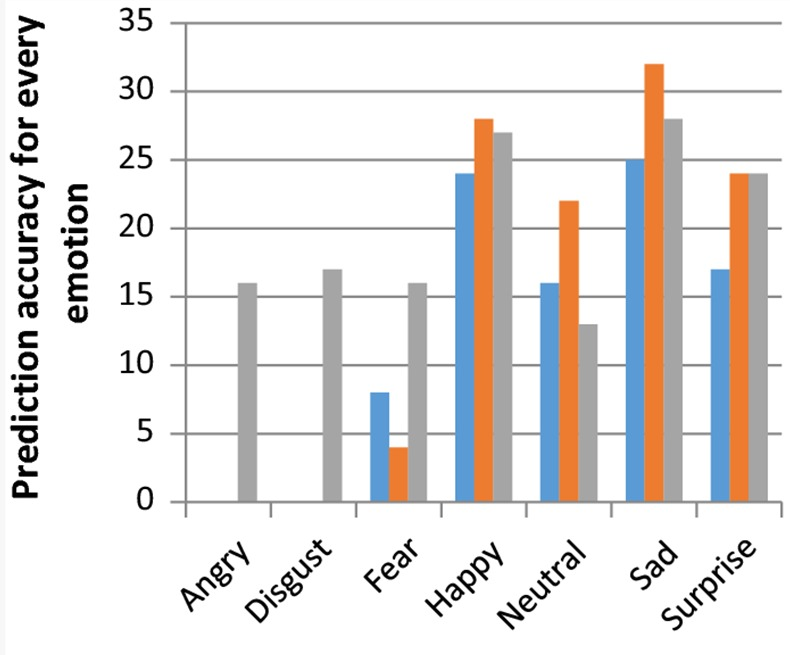 Prediction accuracy for every
emotion
35
30
25
20
15
10
5
0
Angry
Disgust
Fear
Happy
Neutral
Sad
Surprise